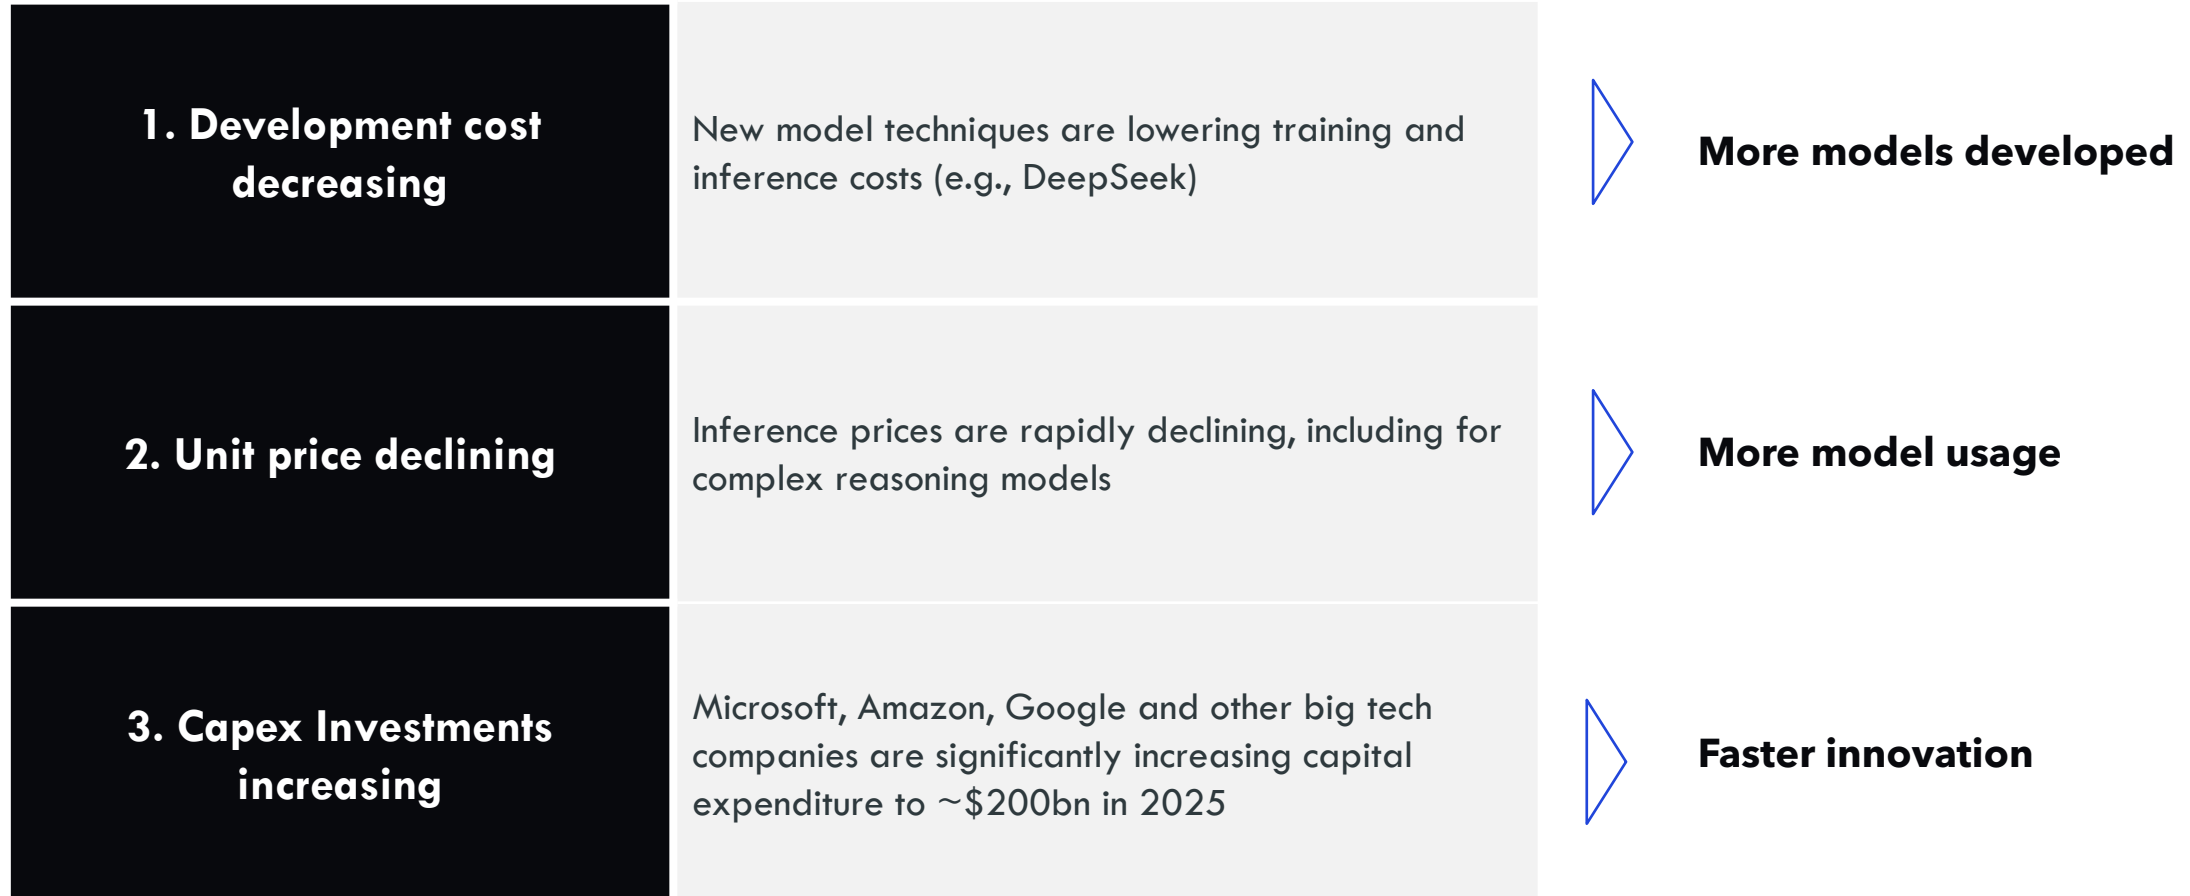 1. Development cost
decreasing
New model techniques are lowering training and
inference costs (e.g., DeepSeek)
More models developed
2. Unit price declining
Inference prices are rapidly declining, including for
complex reasoning models
More model usage
3. Capex Investments
increasing
Microsoft, Amazon, Google and other big tech
companies are significantly increasing capital
expenditure to ~$200bn in 2025
Faster innovation